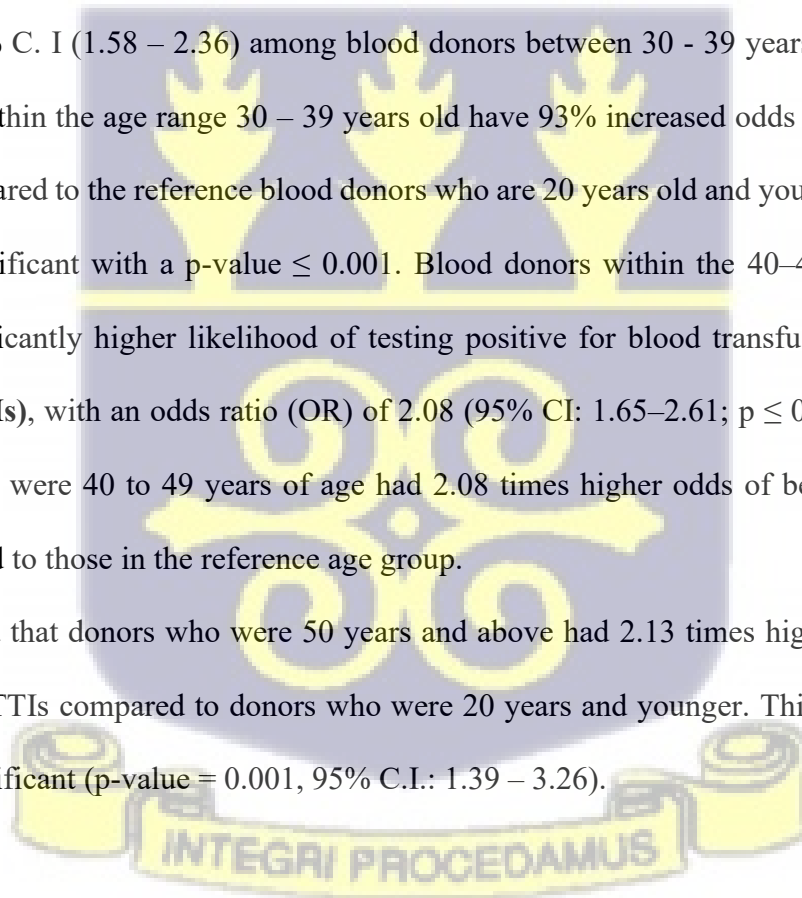 C. I (1.58 – 2.36) among blood donors between 30 - 39 years
thin the age range 30 – 39 years old have 93% increased odds
ared to the reference blood donors who are 20 years old and you
ificant with a p-value ≤ 0.001. Blood donors within the 40–4
icantly higher likelihood of testing positive for blood transfu
Is), with an odds ratio (OR) of 2.08 (95% CI: 1.65–2.61; p ≤ 0
were 40 to 49 years of age had 2.08 times higher odds of be
to those in the reference age group.
that donors who were 50 years and above had 2.13 times hig
TTIs compared to donors who were 20 years and younger. Thi
ificant (p-value = 0.001, 95% C.I.: 1.39 – 3.26).
INTEGRI PROCEDAMUS